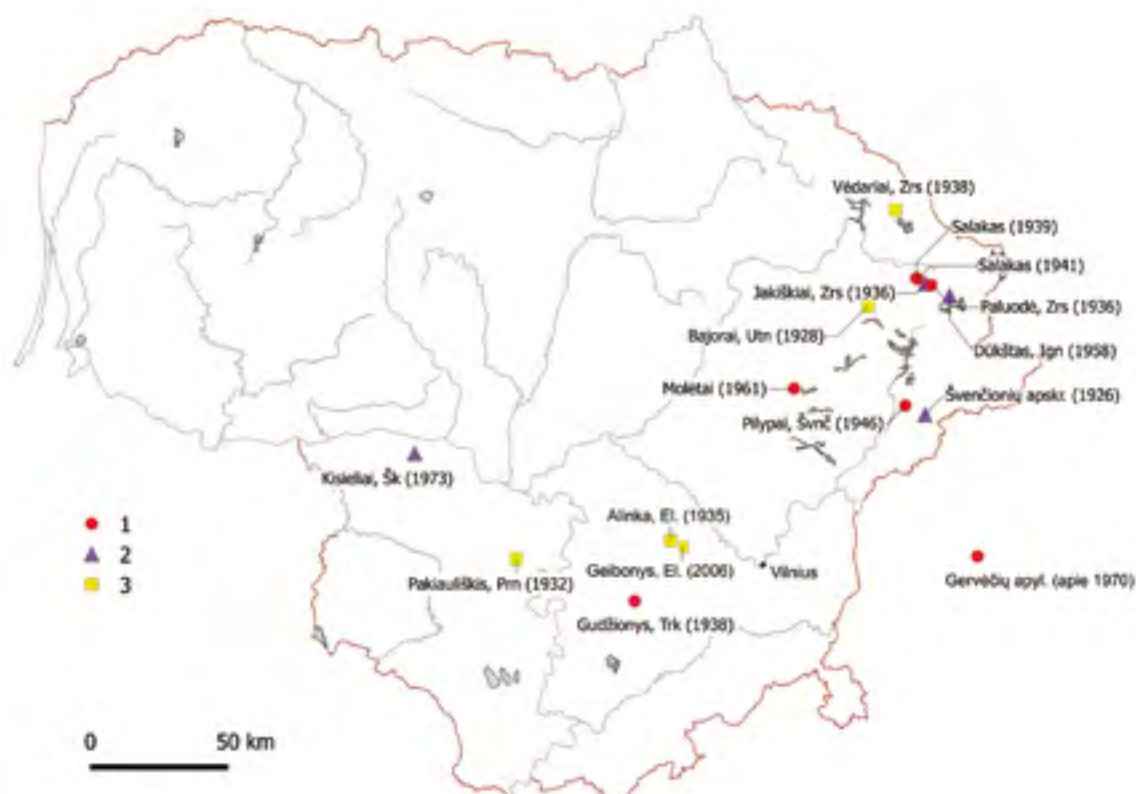 Vėdariai, Zrs (1938)
Salakas (1939)
Salakas (1941)
Jakiškiai, Zrs (1936)
Paluodė, Zrs (1936)
Bajorai, Utn (1928)
Dūkštas, Ign (1958)
Molėtai (1961)
Švenčionių apskr. (1926)
Pilypai, Švnč (1946)
Kisieliai, Šk (1973)
1
2
3
Alinka, El. (1935)
Geibonys, El. (2006)
Vilnius
Pakiauliškis, Prn (1932)
Gervėčių apyl. (apie 1970)
Gudžionys, Trk (1938)
0 50 km